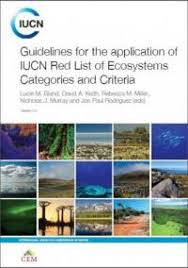 IUCN
Guidelines for the application of
IUCN Red List of Ecosystems
Categories and Criteria
Lucie M. Bland, David A. Keith, Rebecca M. Miller,
Nicholas J. Murray and Jon Paul Rodríguez (eds)
INTERNATIONAL UNION FOR CONSERVATION OF NATURE
CEM